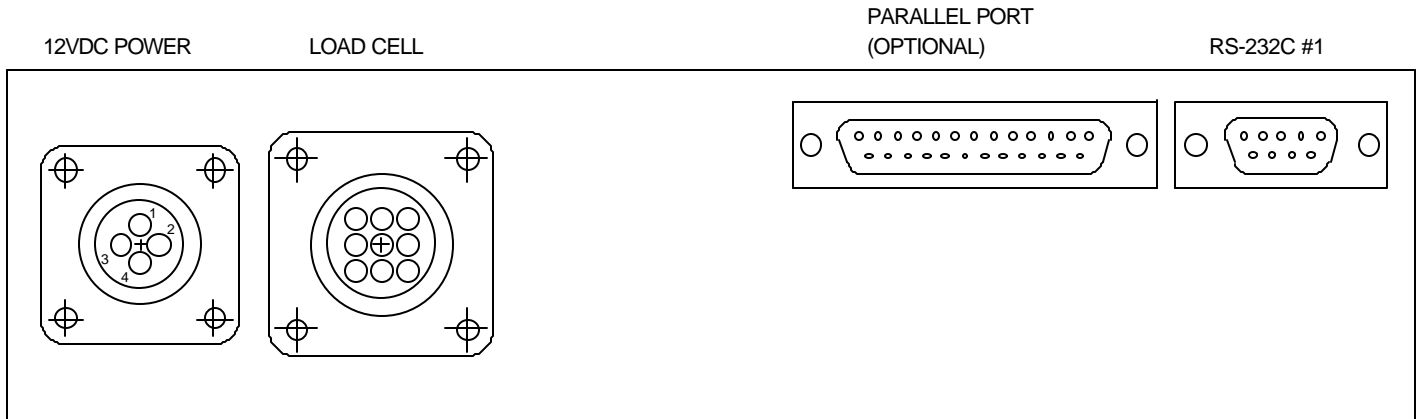 PARALLEL PORT
(OPTIONAL)
12VDC POWER
LOAD CELL
RS-232C #1
1
2
3
4